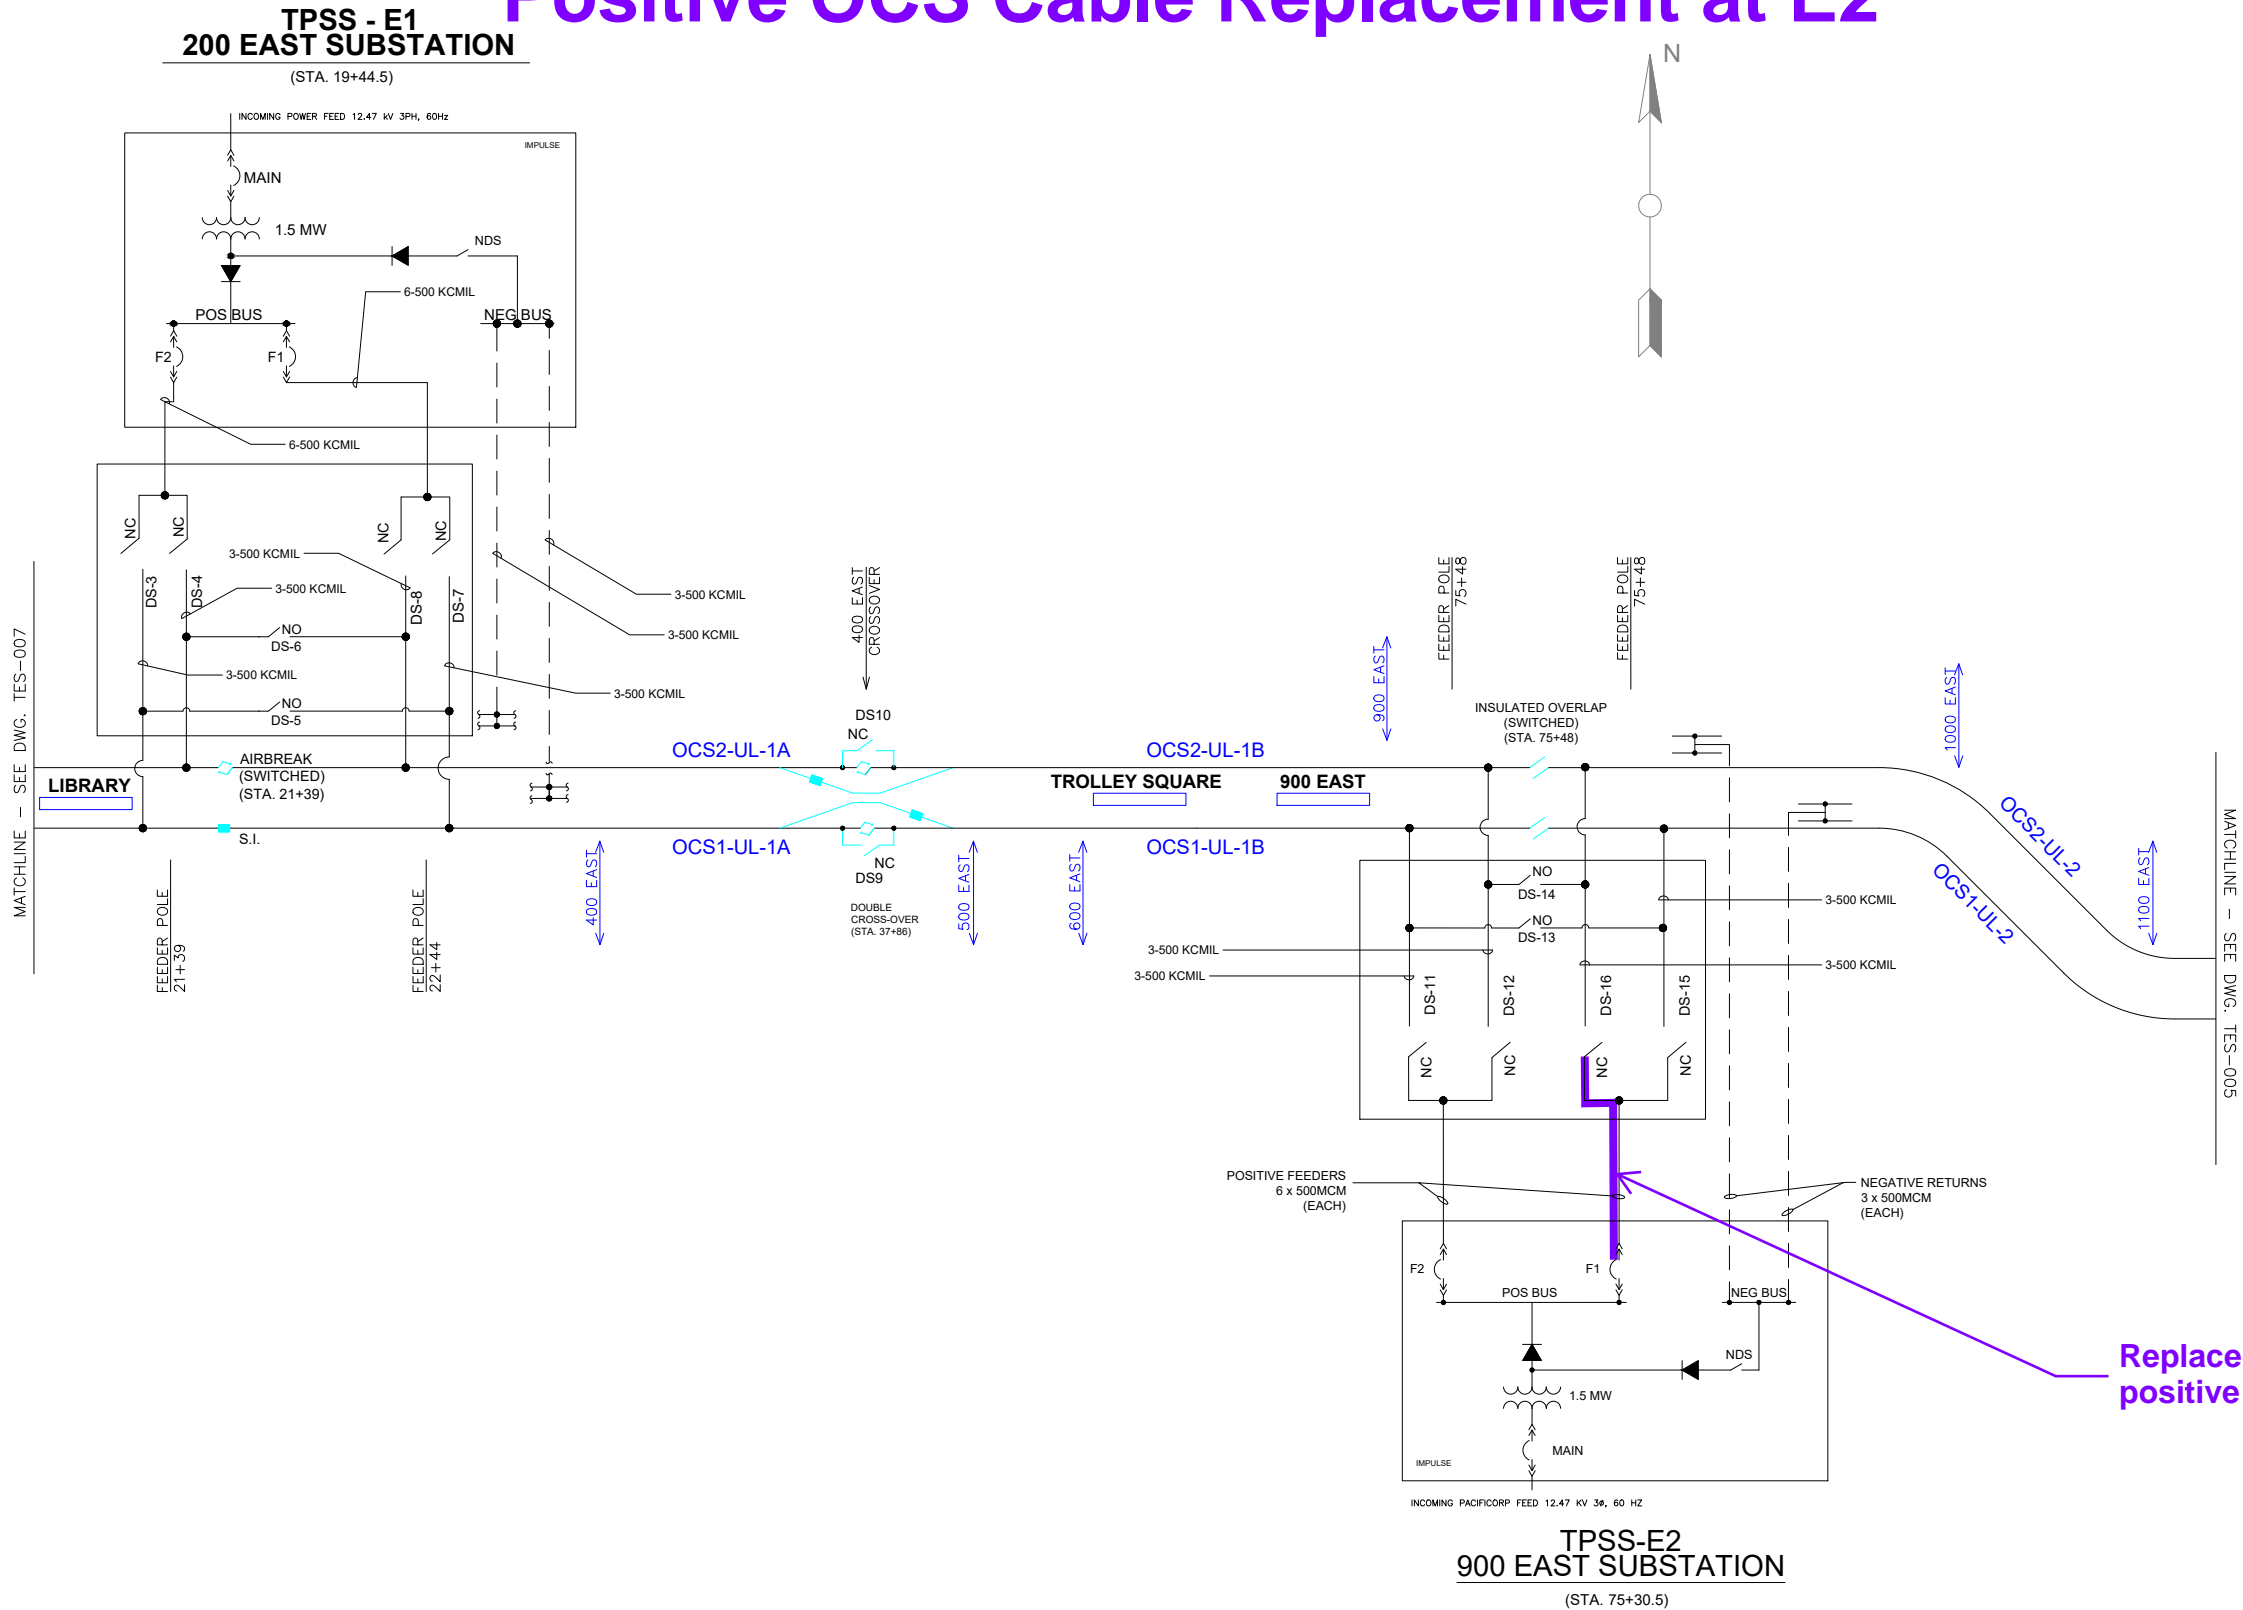 Positive OCS Cable Replacement at E2
TPSS - E1
200 EAST SUBSTATION
(STA. 19+44.5)
N
INCOMING POWER FEED 12.47 kV 3PH, 60Hz
IMPULSE
MAIN
1.5 MW
NDS
6-500 KCMIL
POS BUS
NEG BUS
F2
F1
6-500 KCMIL
NC
NC
NC
NC
3-500 KCMIL
DS-3
DS-4
3-500 KCMIL
DS-8
DS-7
3-500 KCMIL
NO
DS-6
3-500 KCMIL
3-500 KCMIL
3-500 KCMIL
NO
DS-5
MATCHLINE - SEE DWG. TES-007
400 EAST
CROSSOVER
FEEDER POLE
75+48
FEEDER POLE
75+48
900 EAST
1000 EAST
INSULATED OVERLAP
(SWITCHED)
(STA. 75+48)
DS10
NC
OCS2-UL-1A
OCS2-UL-1B
AIRBREAK
(SWITCHED)
(STA. 21+39)
LIBRARY
TROLLEY SQUARE
900 EAST
S.I.
OCS1-UL-1A
OCS1-UL-1B
NC
DS9
DOUBLE
CROSS-OVER
(STA. 37+86)
FEEDER POLE
21+39
FEEDER POLE
22+44
400 EAST
500 EAST
600 EAST
OCS2-UL-2
OCS1-UL-2
1100 EAST
MATCHLINE - SEE DWG. TES-005
NO
DS-14
NO
DS-13
3-500 KCMIL
3-500 KCMIL
3-500 KCMIL
3-500 KCMIL
DS-11
DS-12
DS-16
DS-15
NC
NC
NC
NC
POSITIVE FEEDERS
6 x 500MCM
(EACH)
NEGATIVE RETURNS
3 x 500MCM
(EACH)
F2
F1
POS BUS
NEG BUS
NDS
1.5 MW
MAIN
IMPULSE
Replace
positive
INCOMING PACIFICORP FEED 12.47 KV 3ø, 60 HZ
TPSS-E2
900 EAST SUBSTATION
(STA. 75+30.5)